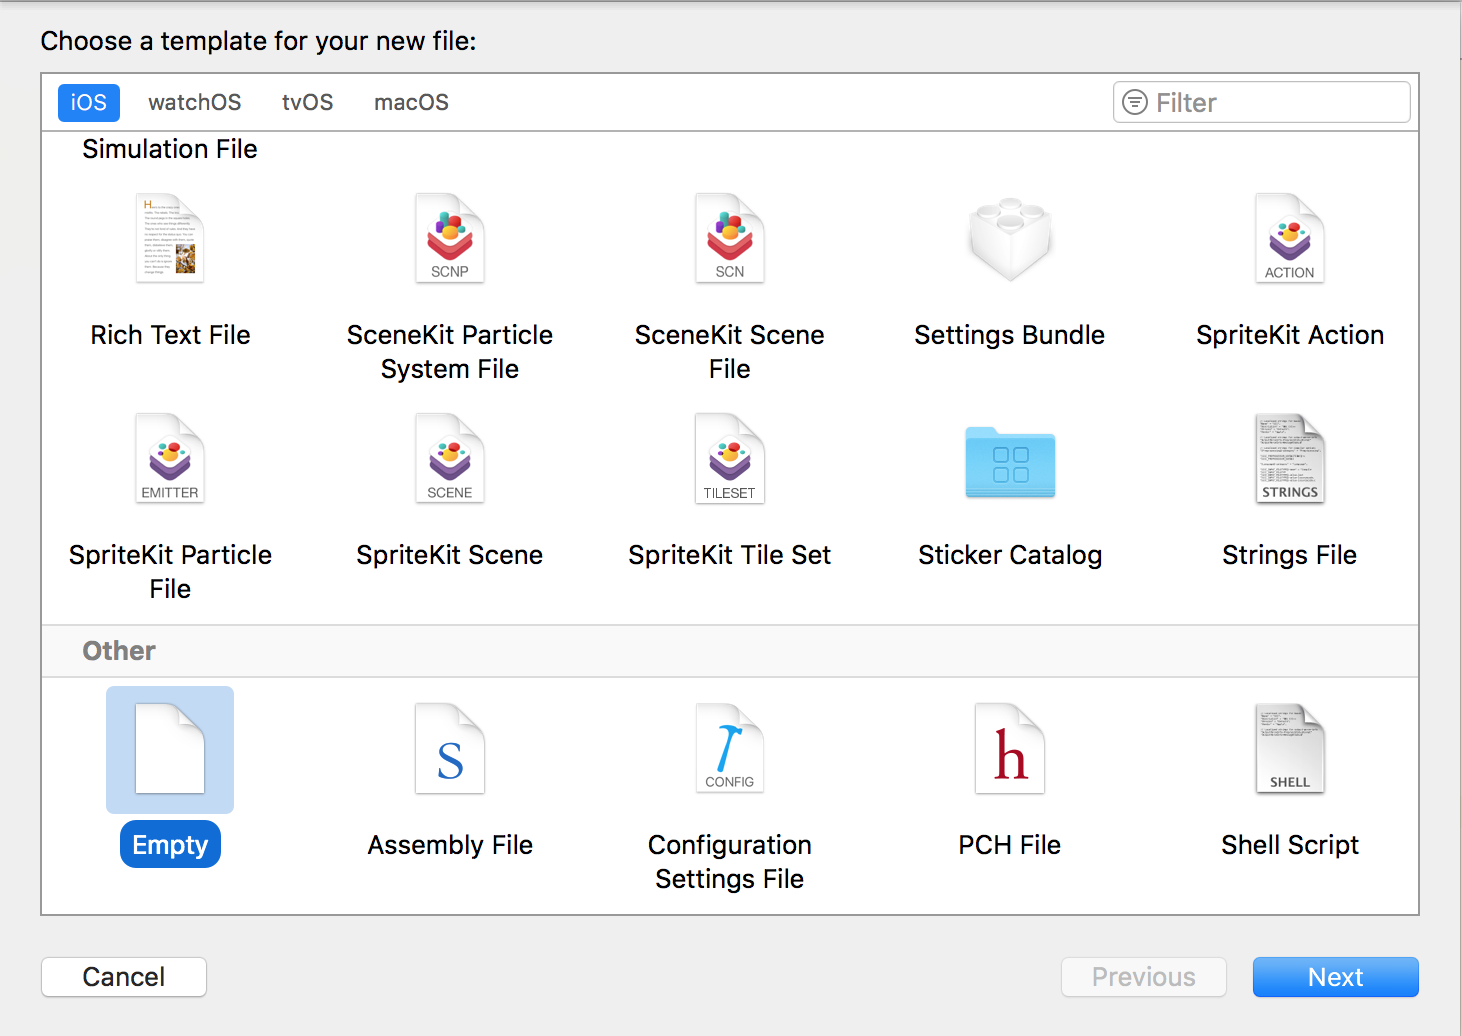 Choose a template for your new file:
iOS watchOS tvOS macOS Filter
Simulation File
SCNP SCN ACTION
Rich Text File SceneKit Particle SceneKit Scene Settings Bundle SpriteKit Action
System File File
EMITTER SCENE TILESET STRINGS
SpriteKit Particle SpriteKit Scene SpriteKit Tile Set Sticker Catalog Strings File
File
Other
S CONFIG h SHELL
Empty Assembly File Configuration PCH File Shell Script
Settings File
Cancel Previous Next